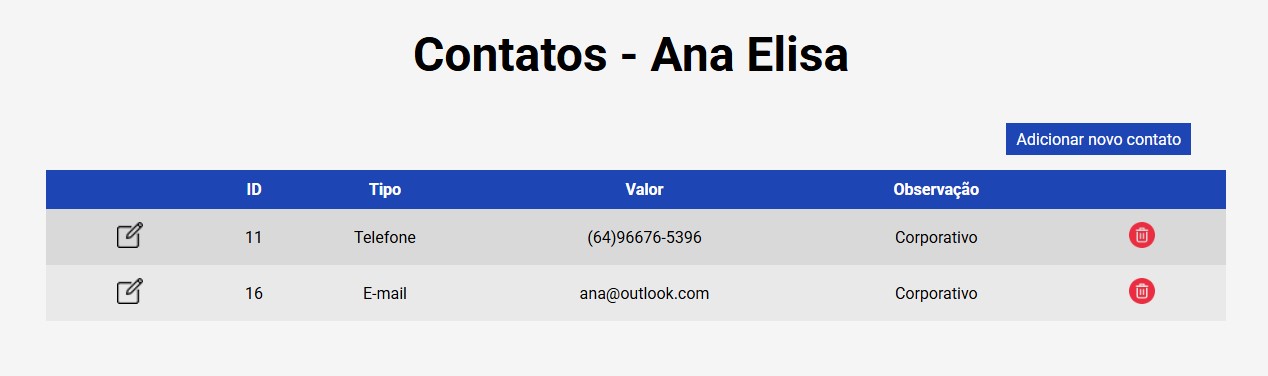 Contatos - Ana Elisa
Adicionar novo contato
ID Tipo Valor Observação
11 Telefone (64)96676-5396 Corporativo
16 E-mail ana@outlook.com Corporativo